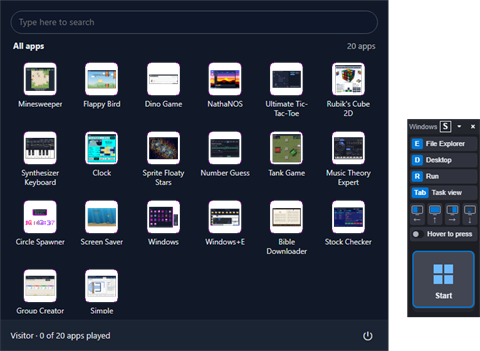 Type here to search
All apps
20 apps
Minesweeper
Flappy Bird
Dino Game
NathaNOS
Ultimate Tic-
Tac-Toe
Rubik's Cube
2D
Synthesizer
Keyboard
Clock
Sprite Floaty
Stars
Number Guess
Tank Game
Music Theory
Expert
Circle Spawner
Screen Saver
Windows
Windows+E
Bible
Downloader
Stock Checker
Group Creator
Simple
Visitor · 0 of 20 apps played
Windows S
E File Explorer
D Desktop
R Run
Tab Task view
Hover to press
Start